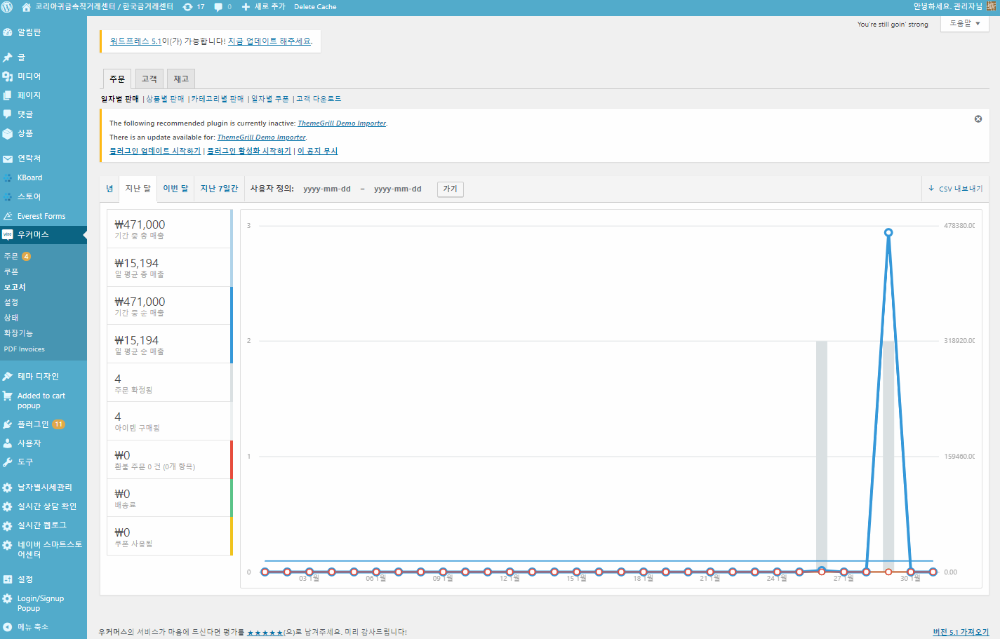 코리아귀금속직거래센터 / 한국금거래센터 17 0 새로 추가 Delete Cache 안녕하세요. 관리자님
알림판
글
미디어
페이지
댓글
상품
연락처
KBoard
스토어
Everest Forms
우커머스
주문 4
쿠폰
보고서
설정
상태
확장기능
PDF Invoices
테마 디자인
Added to cart
popup
플러그인 11
사용자
도구
날자별시세관리
실시간 상담 확인
실시간 웹로그
네이버 스마트스토
어센터
설정
Login/Signup
Popup
메뉴 축소
You're still goin' strong
도움말
워드프레스 5.1이(가) 가능합니다! 지금 업데이트 해주세요.
주문 고객 재고
일자별 판매 | 상품별 판매 | 카테고리별 판매 | 일자별 쿠폰 | 고객 다운로드
The following recommended plugin is currently inactive: ThemeGrill Demo Importer.
There is an update available for: ThemeGrill Demo Importer.
플러그인 업데이트 시작하기 | 플러그인 활성화 시작하기 | 이 공지 무시
년 지난 달 이번 달 지난 7일간 사용자 정의: yyyy-mm-dd – yyyy-mm-dd 가기 CSV 내보내기
₩471,000
기간 중 총 매출
₩15,194
일 평균 총 매출
₩471,000
기간 중 순 매출
₩15,194
일 평균 순 매출
4
주문 확정됨
4
아이템 구매됨
₩0
환불 주문 0 건 (0개 항목)
₩0
배송료
₩0
쿠폰 사용됨
3 478380.00
2 318920.00
1 159460.00
0 0.00
03 1월 06 1월 09 1월 12 1월 15 1월 18 1월 21 1월 24 1월 27 1월 30 1월
우커머스의 서비스가 마음에 드신다면 평가를 ★★★★★(으)로 남겨주세요. 미리 감사드립니다!
버전 5.1 가져오기